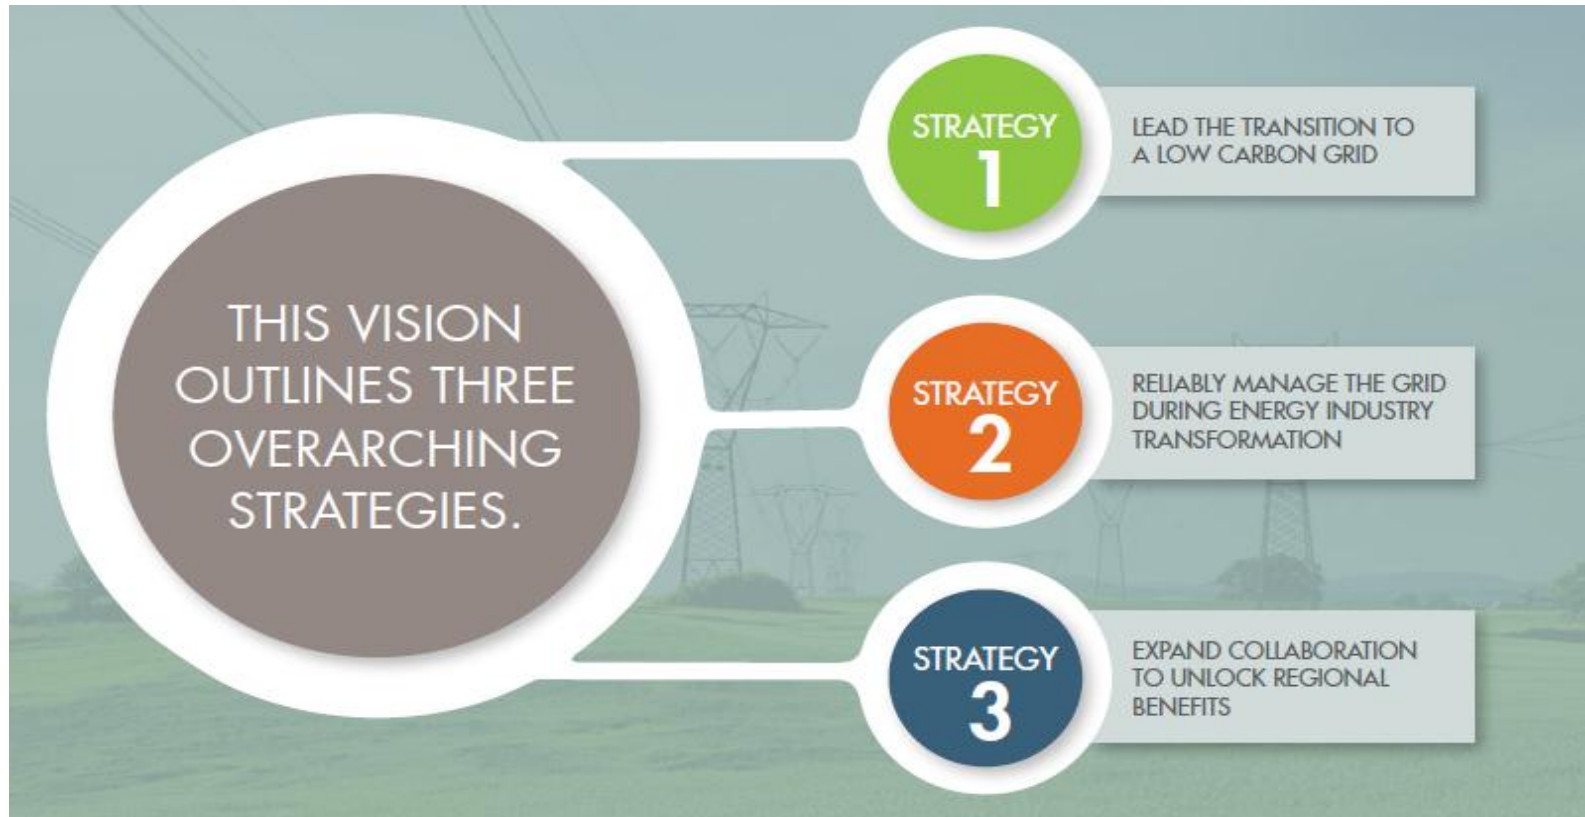 THIS VISION
OUTLINES THREE
OVERARCHING
STRATEGIES.
STRATEGY
1
LEAD THE TRANSITION TO
A LOW CARBON GRID
STRATEGY
2
RELIABLY MANAGE THE GRID
DURING ENERGY INDUSTRY
TRANSFORMATION
STRATEGY
3
EXPAND COLLABORATION
TO UNLOCK REGIONAL
BENEFITS